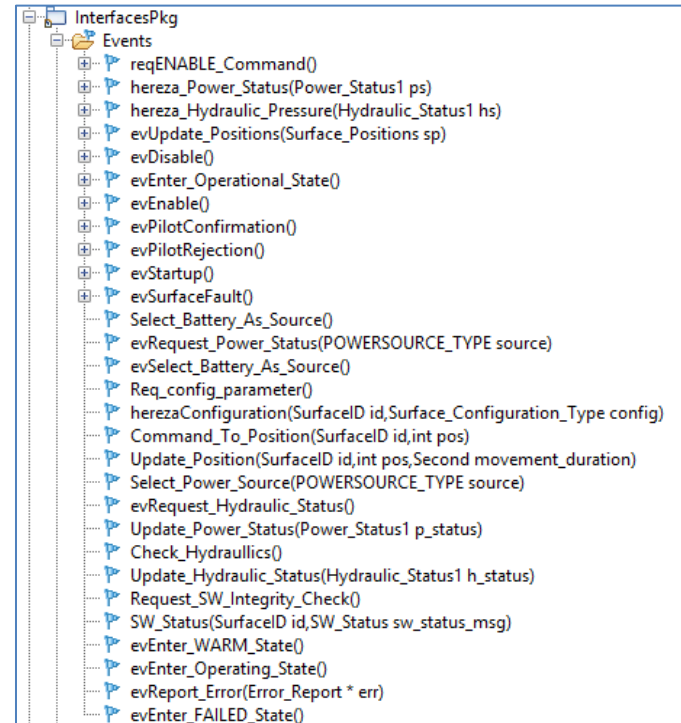 InterfacesPkg
Events
reqENABLE_Command()
hereza_Power_Status(Power_Status1 ps)
hereza_Hydraulic_Pressure(Hydraulic_Status1 hs)
evUpdate_Positions(Surface_Positions sp)
evDisable()
evEnter_Operational_State()
evEnable()
evPilotConfirmation()
evPilotRejection()
evStartup()
evSurfaceFault()
Select_Battery_As_Source()
evRequest_Power_Status(POWERSOURCE_TYPE source)
evSelect_Battery_As_Source()
Req_config_parameter()
herezaConfiguration(SurfaceID id,Surface_Configuration_Type config)
Command_To_Position(SurfaceID id,int pos)
Update_Position(SurfaceID id,int pos,Second movement_duration)
Select_Power_Source(POWERSOURCE_TYPE source)
evRequest_Hydraulic_Status()
Update_Power_Status(Power_Status1 p_status)
Check_Hydraullics()
Update_Hydraulic_Status(Hydraulic_Status1 h_status)
Request_SW_Integrity_Check()
SW_Status(SurfaceID id,SW_Status sw_status_msg)
evEnter_WARM_State()
evEnter_Operating_State()
evReport_Error(Error_Report * err)
evEnter_FAILED_State()